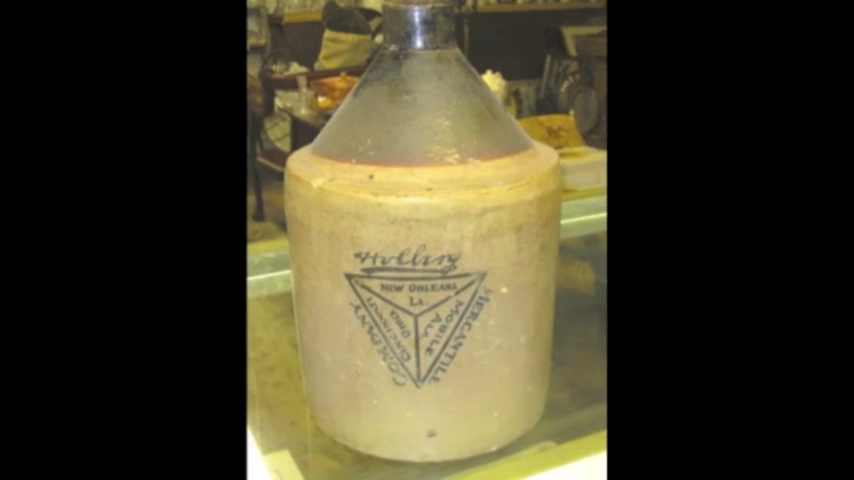 Hollberg
NEW ORLEANS
LA.
MERCANTILE
MOBILE
ALA
CINCINNATI
OHIO
COMPANY